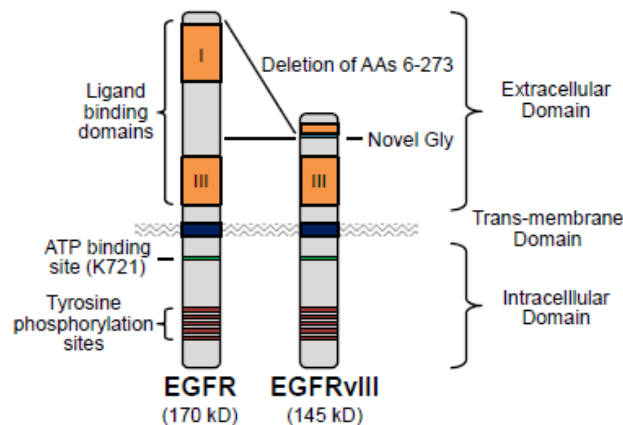 I
Deletion of AAs 6-273
Ligand
binding
domains
Extracellular
Domain
Novel Gly
III
III
Trans-membrane
Domain
ATP binding
site (K721)
Tyrosine
phosphorylation
sites
Intracelllular
Domain
EGFR
(170 kD)
EGFRvIII
(145 kD)